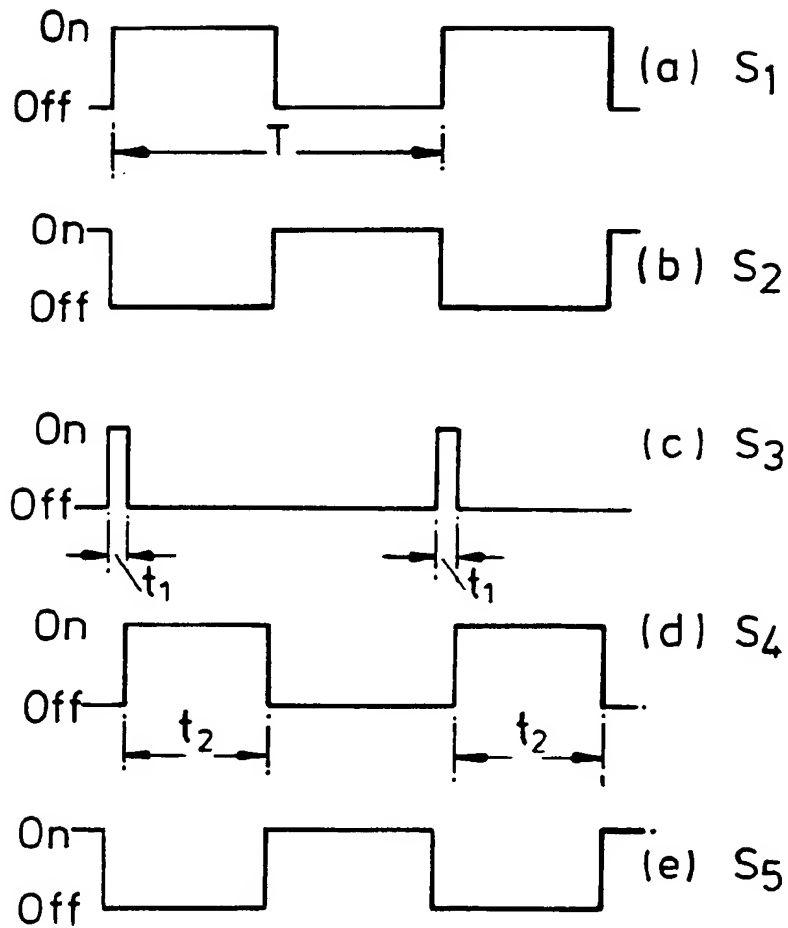 On
(a) S1
Off
T
On
(b) S2
Off
On
(c) S3
Off
t1 t1
On
(d) S4
Off
t2 t2
On
(e) S5
Off